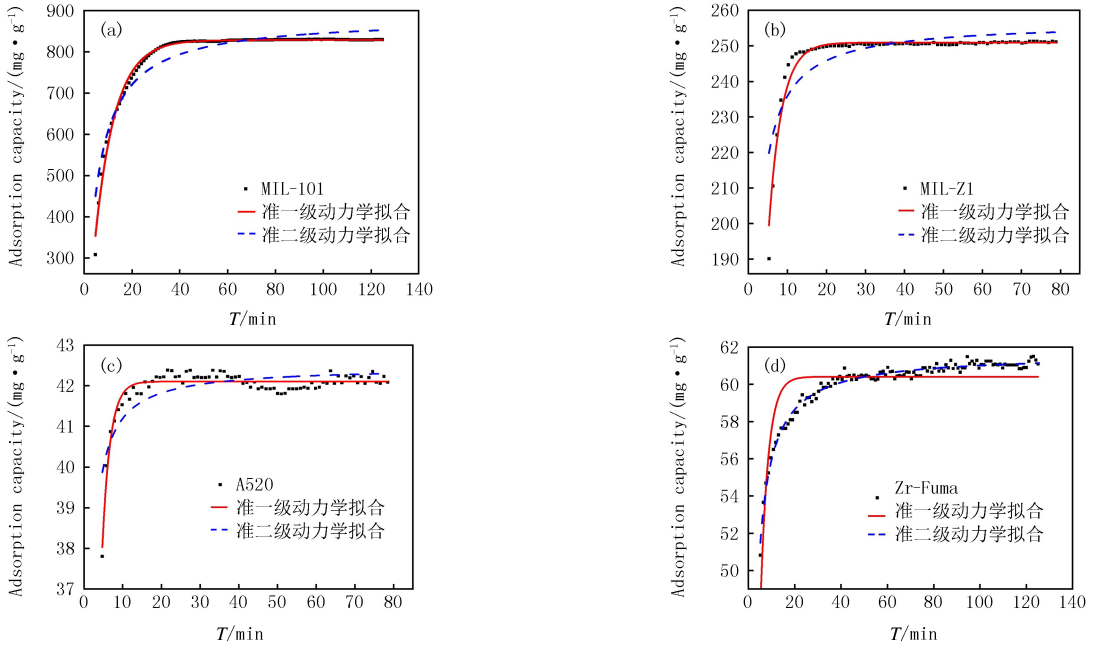 Adsorption capacity/(mg·g⁻¹)
900
800
700
600
500
400
300
(a)
MIL-101
准一级动力学拟合
准二级动力学拟合
0 20 40 60 80 100 120 140
T/min
Adsorption capacity/(mg·g⁻¹)
260
250
240
230
220
210
200
190
(b)
MIL-Z1
准一级动力学拟合
准二级动力学拟合
0 10 20 30 40 50 60 70 80
T/min
Adsorption capacity/(mg·g⁻¹)
43
42
41
40
39
38
37
(c)
A520
准一级动力学拟合
准二级动力学拟合
0 10 20 30 40 50 60 70 80
T/min
Adsorption capacity/(mg·g⁻¹)
62
60
58
56
54
52
50
(d)
Zr-Fuma
准一级动力学拟合
准二级动力学拟合
0 20 40 60 80 100 120 140
T/min